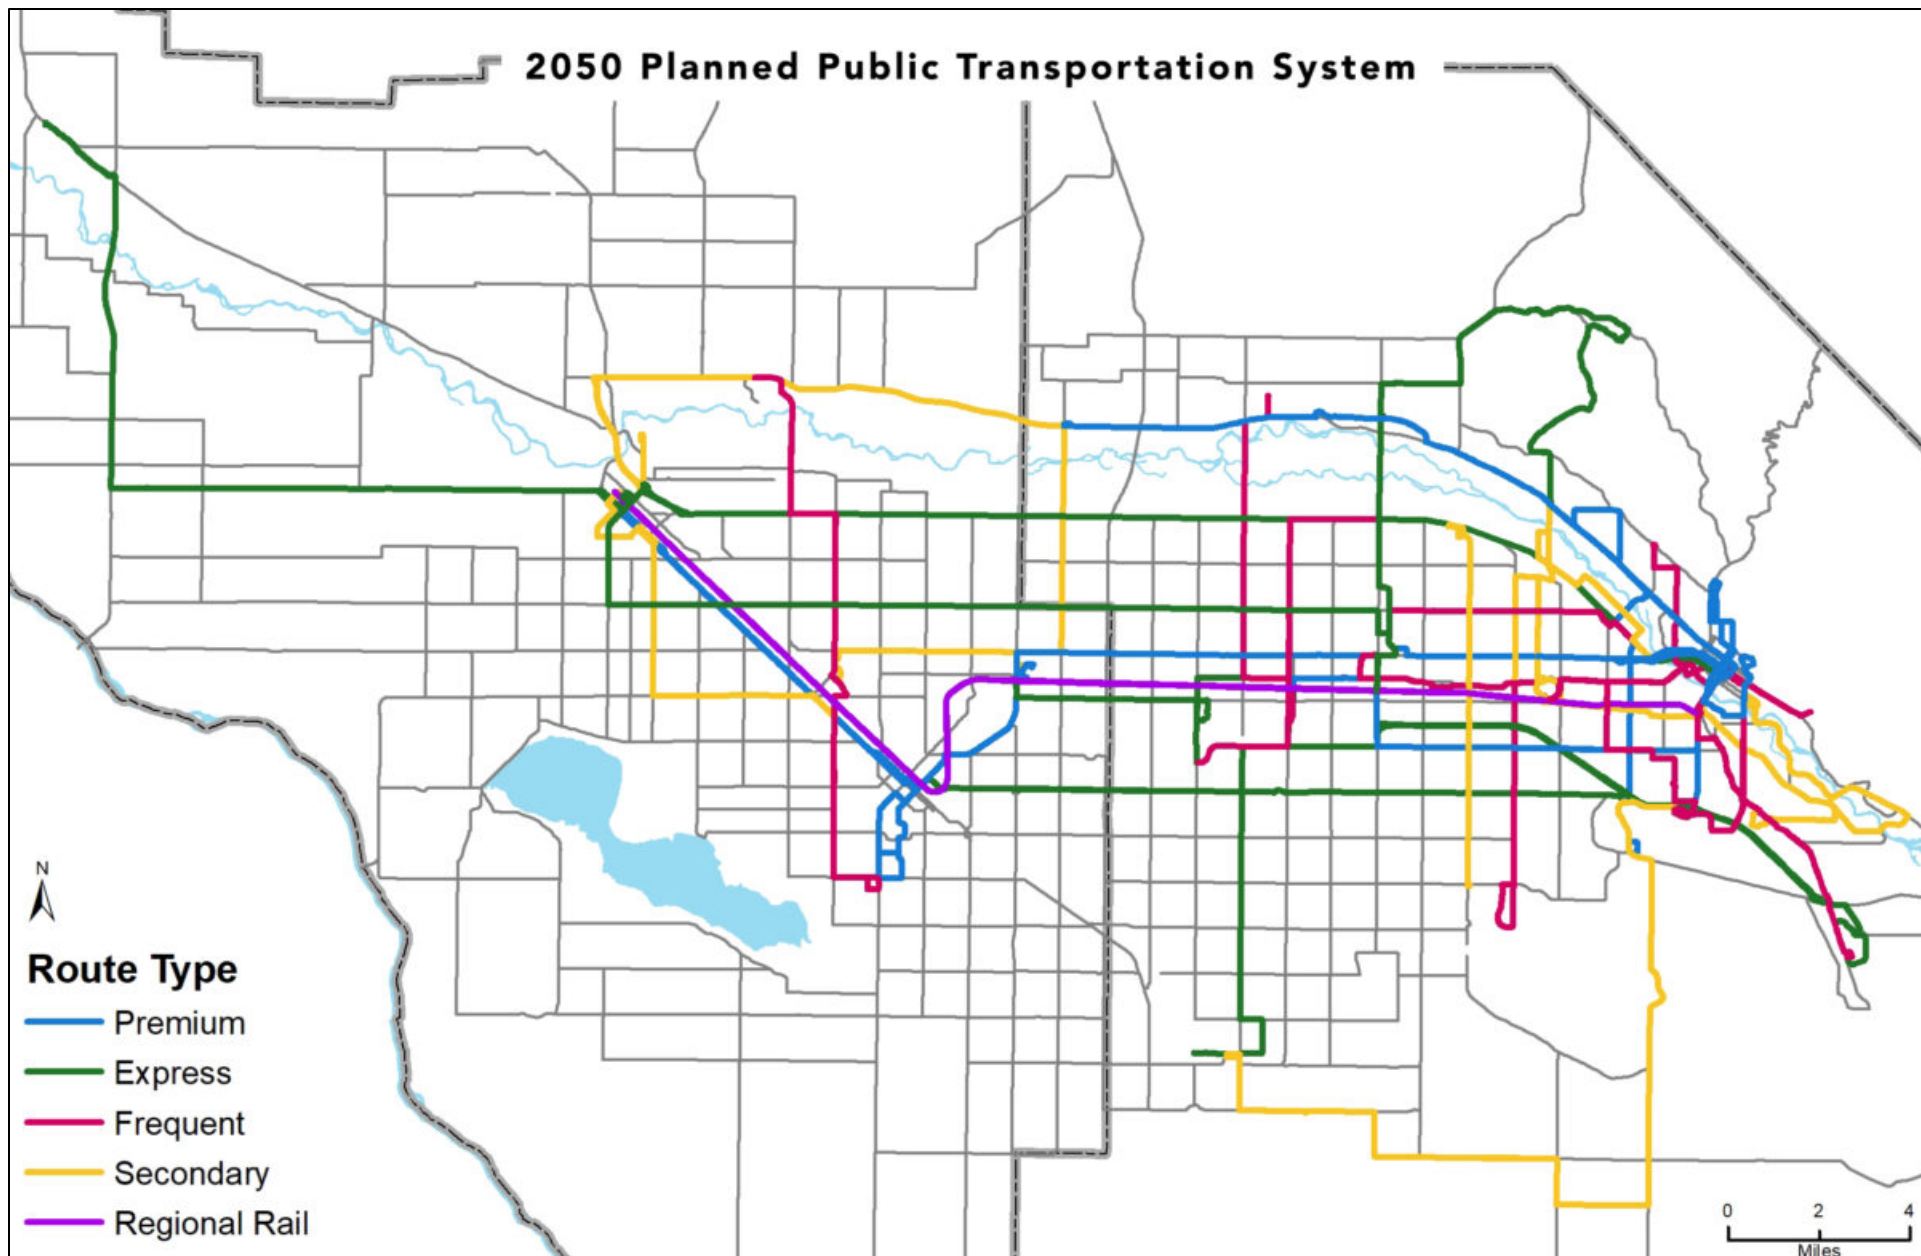 2050 Planned Public Transportation System
N
Route Type
Premium
Express
Frequent
Secondary
Regional Rail
0 2 4
Miles